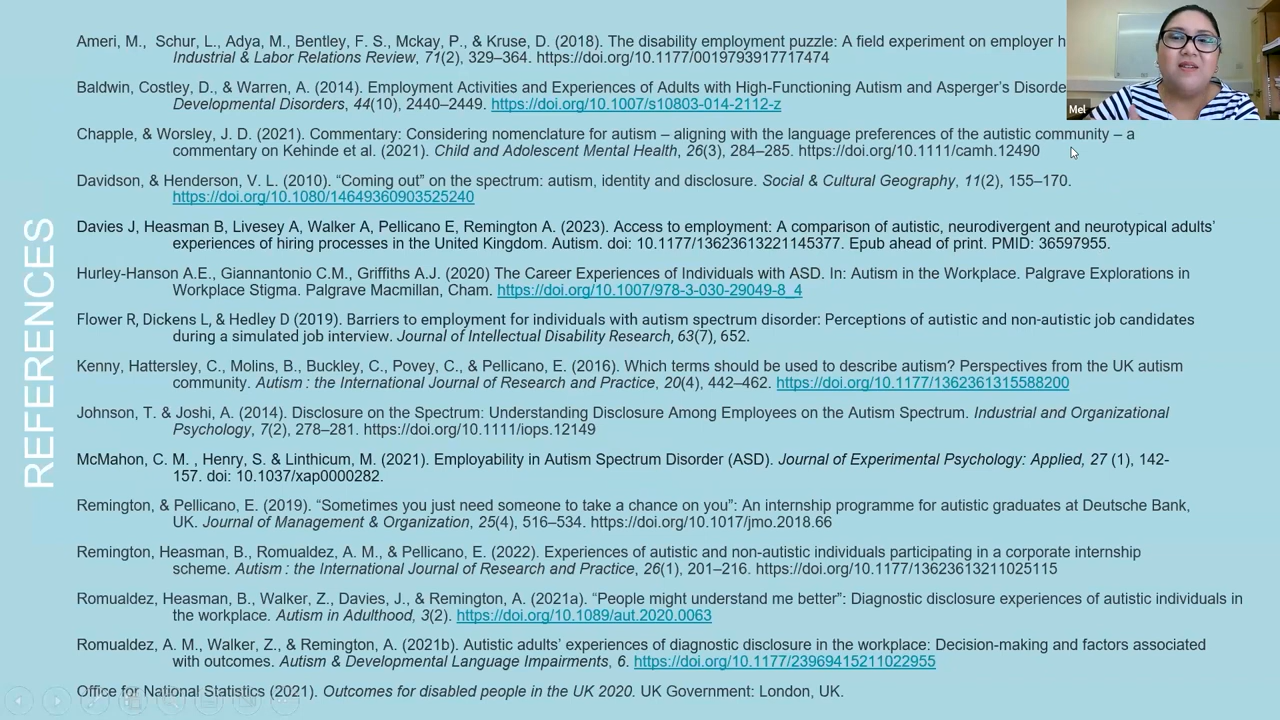 Ameri, M., Schur, L., Adya, M., Bentley, F. S., Mckay, P., & Kruse, D. (2018). The disability employment puzzle: A field experiment on employer h
Industrial & Labor Relations Review, 71(2), 329–364. https://doi.org/10.1177/0019793917717474
Baldwin, Costley, D., & Warren, A. (2014). Employment Activities and Experiences of Adults with High-Functioning Autism and Asperger’s Disorde
Developmental Disorders, 44(10), 2440–2449. https://doi.org/10.1007/s10803-014-2112-z
Mel
Chapple, & Worsley, J. D. (2021). Commentary: Considering nomenclature for autism – aligning with the language preferences of the autistic community – a
commentary on Kehinde et al. (2021). Child and Adolescent Mental Health, 26(3), 284–285. https://doi.org/10.1111/camh.12490
Davidson, & Henderson, V. L. (2010). “Coming out” on the spectrum: autism, identity and disclosure. Social & Cultural Geography, 11(2), 155–170.
https://doi.org/10.1080/14649360903525240
REFERENCES
Davies J, Heasman B, Livesey A, Walker A, Pellicano E, Remington A. (2023). Access to employment: A comparison of autistic, neurodivergent and neurotypical adults’
experiences of hiring processes in the United Kingdom. Autism. doi: 10.1177/13623613221145377. Epub ahead of print. PMID: 36597955.
Hurley-Hanson A.E., Giannantonio C.M., Griffiths A.J. (2020) The Career Experiences of Individuals with ASD. In: Autism in the Workplace. Palgrave Explorations in
Workplace Stigma. Palgrave Macmillan, Cham. https://doi.org/10.1007/978-3-030-29049-8_4
Flower R, Dickens L, & Hedley D (2019). Barriers to employment for individuals with autism spectrum disorder: Perceptions of autistic and non-autistic job candidates
during a simulated job interview. Journal of Intellectual Disability Research, 63(7), 652.
Kenny, Hattersley, C., Molins, B., Buckley, C., Povey, C., & Pellicano, E. (2016). Which terms should be used to describe autism? Perspectives from the UK autism
community. Autism : the International Journal of Research and Practice, 20(4), 442–462. https://doi.org/10.1177/1362361315588200
Johnson, T. & Joshi, A. (2014). Disclosure on the Spectrum: Understanding Disclosure Among Employees on the Autism Spectrum. Industrial and Organizational
Psychology, 7(2), 278–281. https://doi.org/10.1111/iops.12149
McMahon, C. M. , Henry, S. & Linthicum, M. (2021). Employability in Autism Spectrum Disorder (ASD). Journal of Experimental Psychology: Applied, 27 (1), 142-
157. doi: 10.1037/xap0000282.
Remington, & Pellicano, E. (2019). “Sometimes you just need someone to take a chance on you”: An internship programme for autistic graduates at Deutsche Bank,
UK. Journal of Management & Organization, 25(4), 516–534. https://doi.org/10.1017/jmo.2018.66
Remington, Heasman, B., Romualdez, A. M., & Pellicano, E. (2022). Experiences of autistic and non-autistic individuals participating in a corporate internship
scheme. Autism : the International Journal of Research and Practice, 26(1), 201–216. https://doi.org/10.1177/13623613211025115
Romualdez, Heasman, B., Walker, Z., Davies, J., & Remington, A. (2021a). “People might understand me better”: Diagnostic disclosure experiences of autistic individuals in
the workplace. Autism in Adulthood, 3(2). https://doi.org/10.1089/aut.2020.0063
Romualdez, A. M., Walker, Z., & Remington, A. (2021b). Autistic adults’ experiences of diagnostic disclosure in the workplace: Decision-making and factors associated
with outcomes. Autism & Developmental Language Impairments, 6. https://doi.org/10.1177/23969415211022955
Office for National Statistics (2021). Outcomes for disabled people in the UK 2020. UK Government: London, UK.